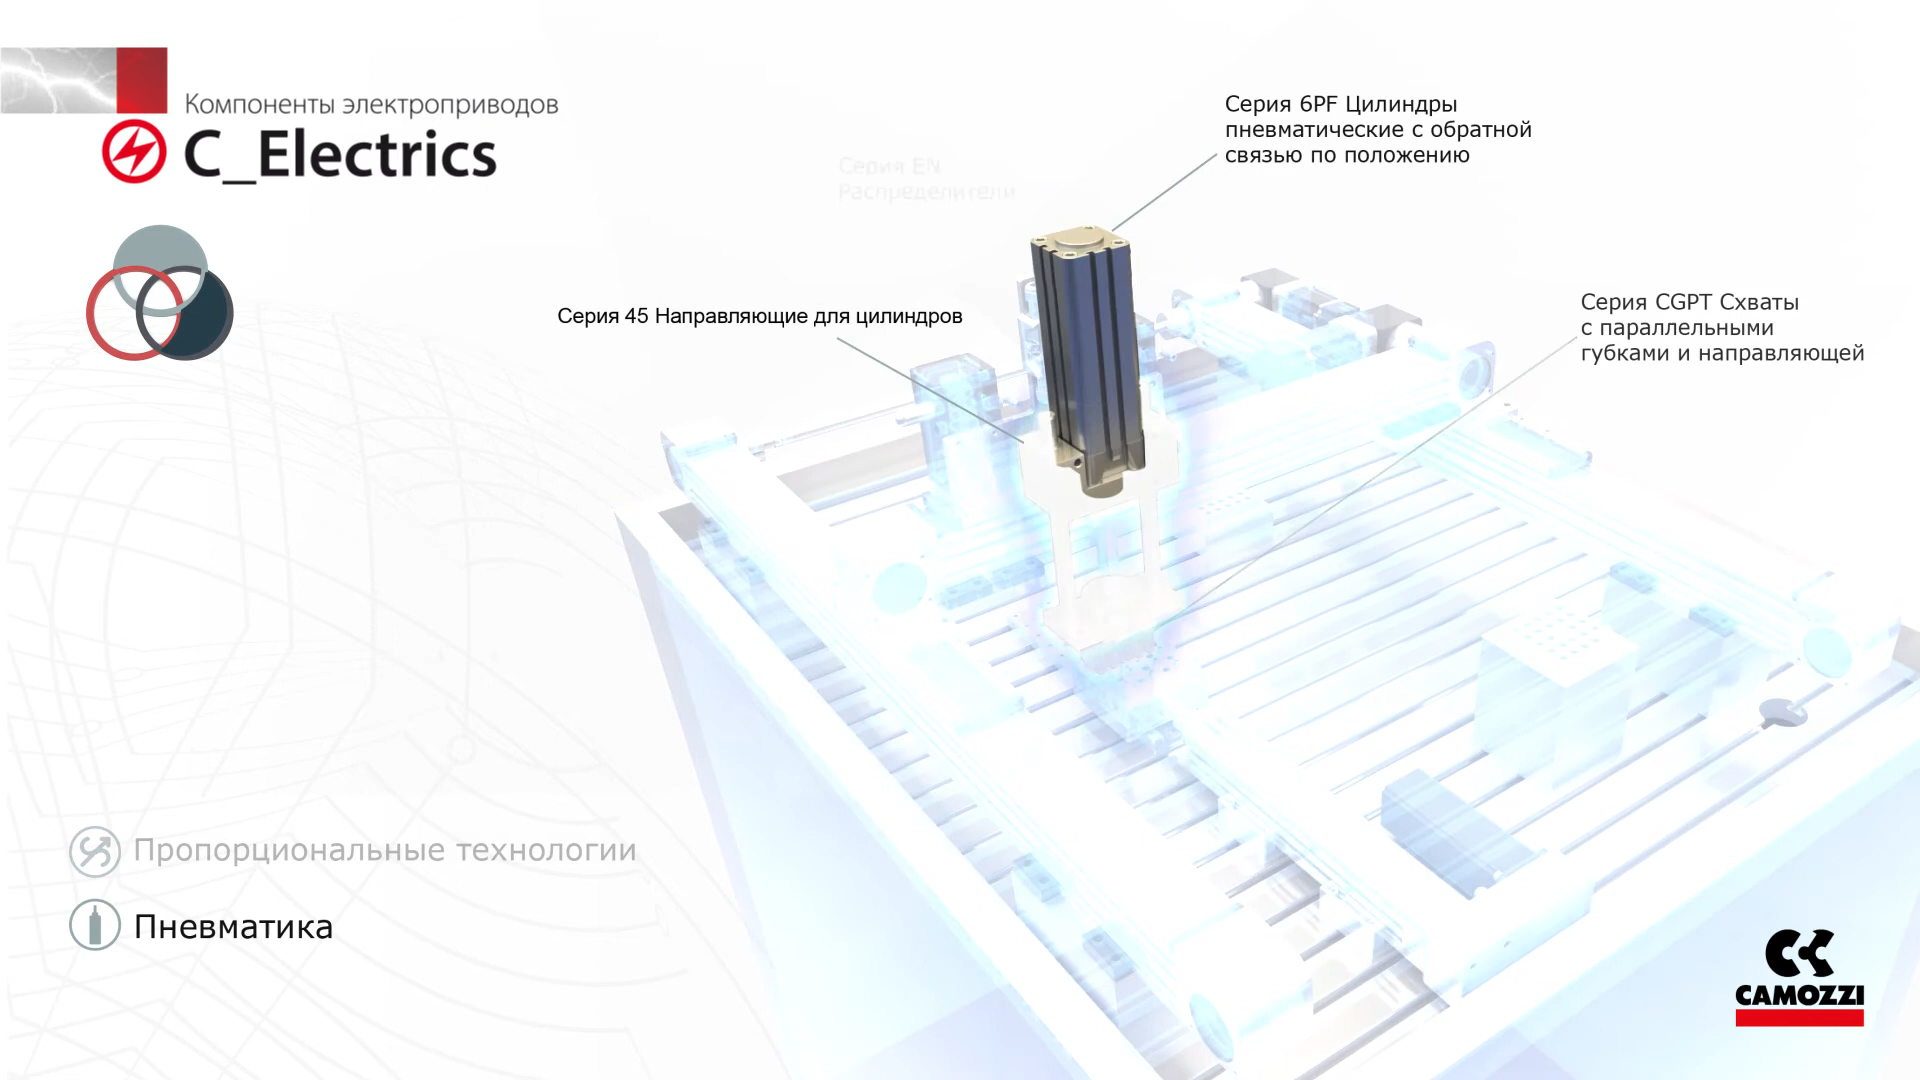 Компоненты электроприводов
C_Electrics
Серия 6PF Цилиндры
пневматические с обратной
связью по положению
Серия EN
Распределители
Серия 45 Направляющие для цилиндров
Серия CGPT Схваты
с параллельными
губками и направляющей
Пропорциональные технологии
Пневматика
CAMOZZI